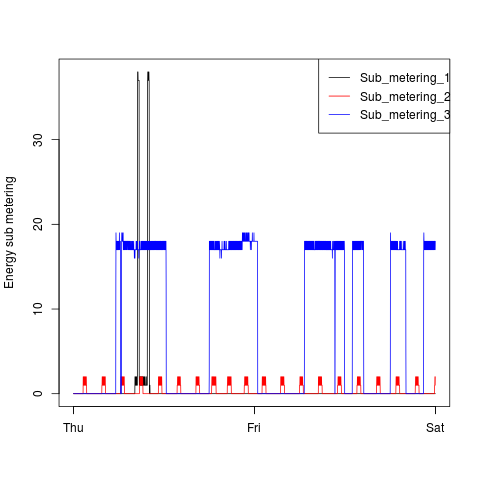 Sub_metering_1
Sub_metering_2
Sub_metering_3
Energy sub metering
30
20
10
0
Thu Fri Sat